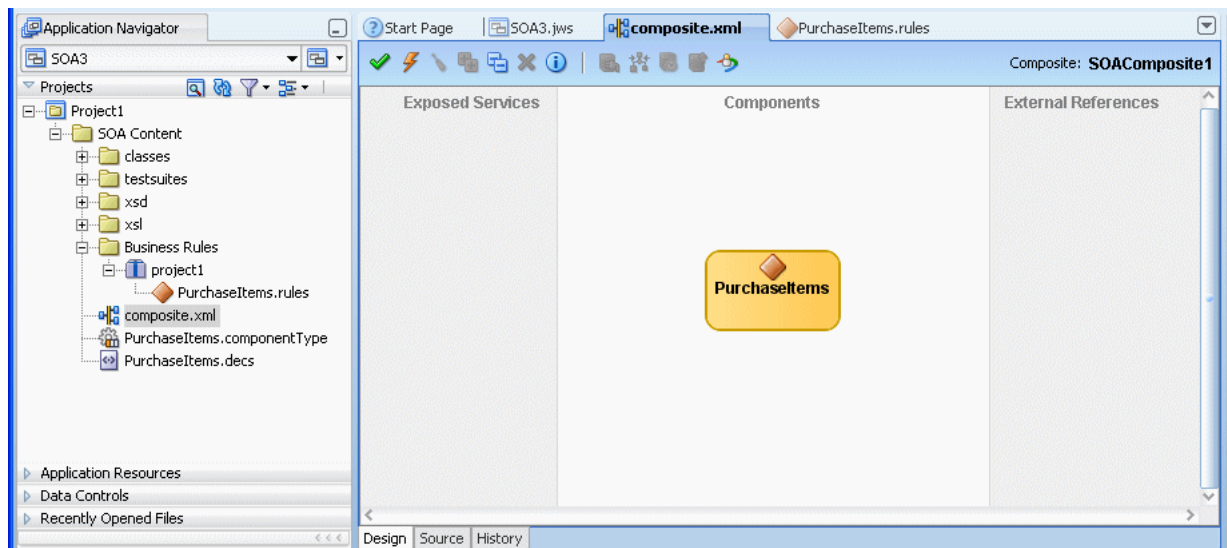 Application Navigator
SOA3
Projects
Project1
SOA Content
classes
testsuites
xsd
xsl
Business Rules
project1
PurchaseItems.rules
composite.xml
PurchaseItems.componentType
PurchaseItems.decs
Application Resources
Data Controls
Recently Opened Files
Start Page
SOA3.jws
composite.xml
PurchaseItems.rules
Composite: SOAComposite1
Exposed Services
Components
External References
PurchaseItems
Design
Source
History